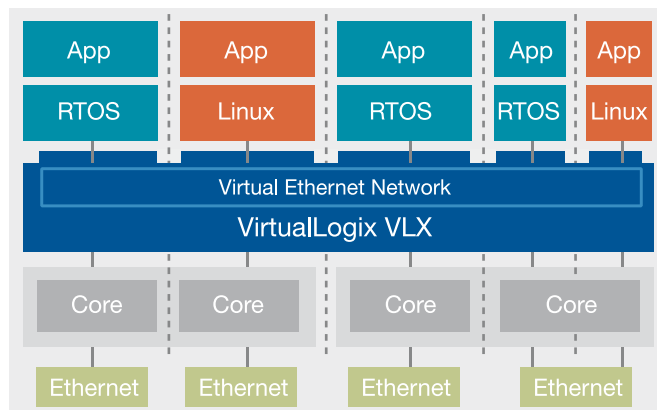 App App App App App
RTOS Linux RTOS RTOS Linux
Virtual Ethernet Network
VirtualLogix VLX
Core Core Core Core
Ethernet Ethernet Ethernet Ethernet